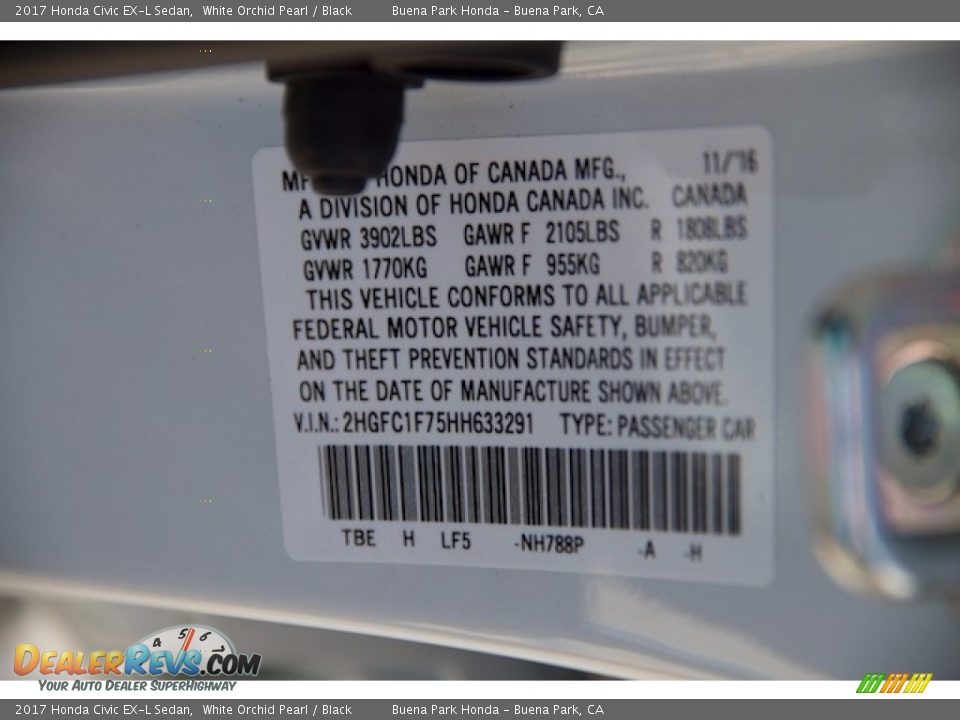 2017 Honda Civic EX-L Sedan, White Orchid Pearl / Black Buena Park Honda - Buena Park, CA
11/'16
HONDA OF CANADA MFG.,
A DIVISION OF HONDA CANADA INC. CANADA
GVWR 3902LBS GAWR F 2105LBS R 1808LBS
GVWR 1770KG GAWR F 955KG R 820KG
THIS VEHICLE CONFORMS TO ALL APPLICABLE
FEDERAL MOTOR VEHICLE SAFETY, BUMPER,
AND THEFT PREVENTION STANDARDS IN EFFECT
ON THE DATE OF MANUFACTURE SHOWN ABOVE.
V.I.N.: 2HGFC1F75HH633291 TYPE: PASSENGER CAR
TBE H LF5 -NH788P -A -H
4 5 6
DEALERREVS.COM
YOUR AUTO DEALER SUPERHIGHWAY
2017 Honda Civic EX-L Sedan, White Orchid Pearl / Black Buena Park Honda - Buena Park, CA